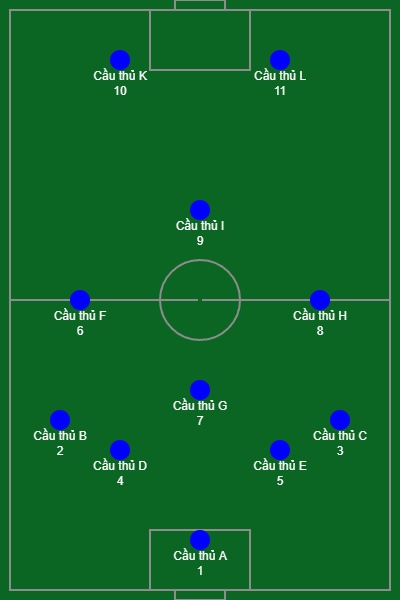 Cầu thủ K
10
Cầu thủ L
11
Cầu thủ I
9
Cầu thủ F
6
Cầu thủ H
8
Cầu thủ G
7
Cầu thủ B
2
Cầu thủ C
3
Cầu thủ D
4
Cầu thủ E
5
Cầu thủ A
1